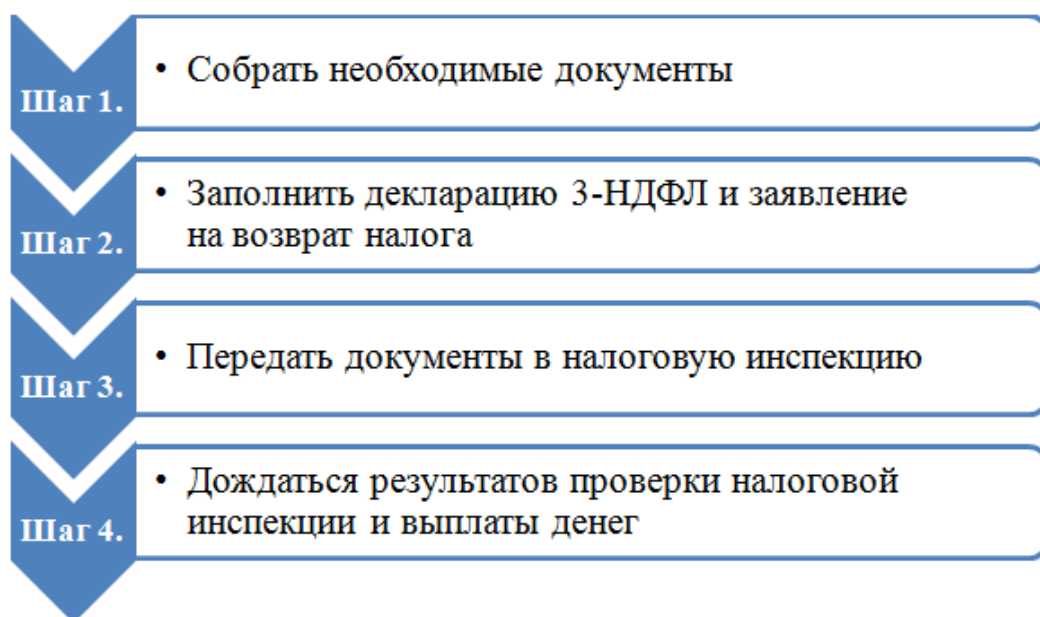 Шаг 1.
• Собрать необходимые документы
Шаг 2.
• Заполнить декларацию 3-НДФЛ и заявление
на возврат налога
Шаг 3.
• Передать документы в налоговую инспекцию
Шаг 4.
• Дождаться результатов проверки налоговой
инспекции и выплаты денег